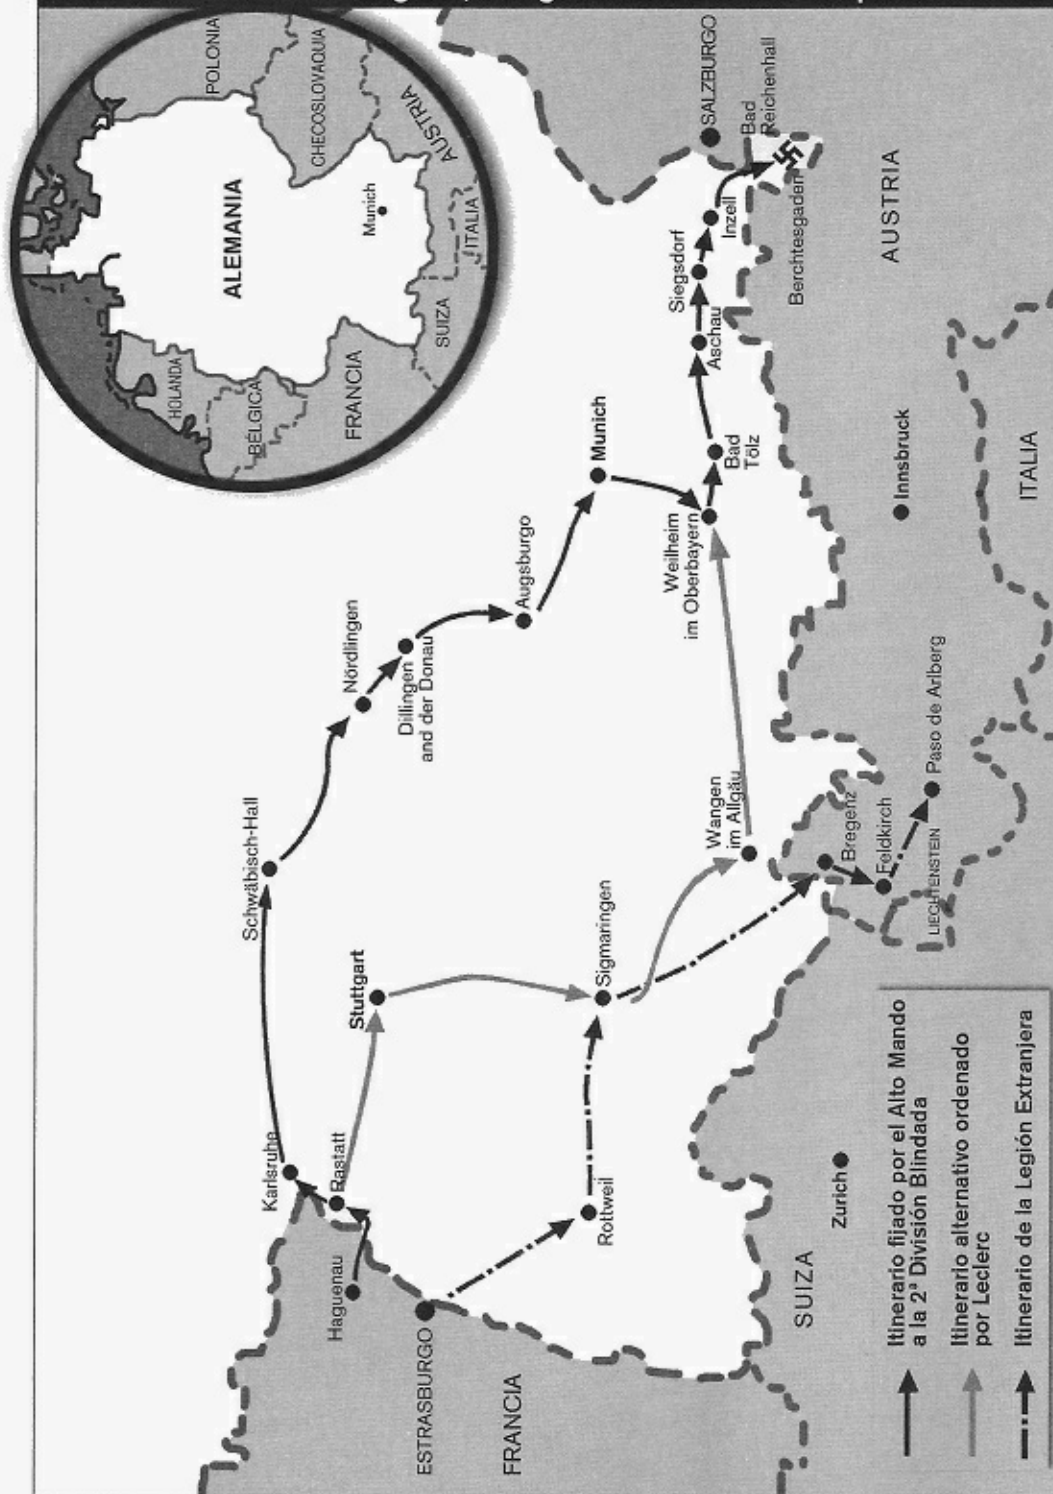 POLONIA
CHECOSLOVAQUIA
AUSTRIA
ALEMANIA
Munich
HOLANDA
BÉLGICA
FRANCIA
SUIZA
ITALIA
SALZBURGO
Bad
Reichenhall
Berchtesgaden
Inzell
Siegsdorf
Aschau
Bad
Tölz
Munich
Weilheim
im Oberbayern
Augsburgo
Nördlingen
Dillingen
and der Donau
Schwäbisch-Hall
Stuttgart
Karlsruhe
Rastatt
Haguenau
ESTRASBURGO
FRANCIA
Rottweil
Sigmaringen
Wangen
im Allgäu
Bregenz
Feldkirch
LIECHTENSTEIN
Paso de Arlberg
Innsbruck
AUSTRIA
ITALIA
SUIZA
Zurich
Itinerario fijado por el Alto Mando
a la 2ª División Blindada
Itinerario alternativo ordenado
por Leclerc
Itinerario de la Legión Extranjera